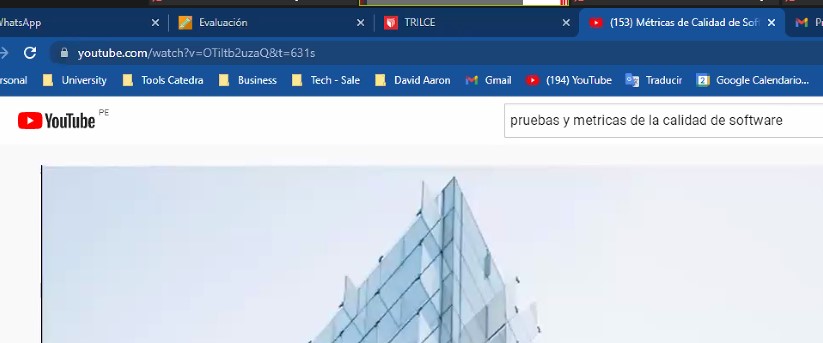 WhatsApp
Evaluación
TRILCE
(153) Métricas de Calidad de Soft
youtube.com/watch?v=OTiItb2uzaQ&t=631s
rsonal University Tools Catedra Business Tech - Sale David Aaron Gmail (194) YouTube Traducir Google Calendario...
YouTube PE
pruebas y metricas de la calidad de software